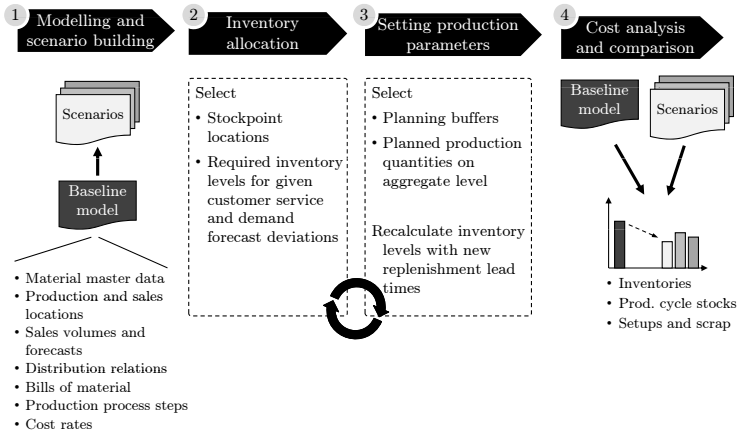 1
Modelling and
scenario building
Scenarios
Baseline
model
• Material master data
• Production and sales
locations
• Sales volumes and
forecasts
• Distribution relations
• Bills of material
• Production process steps
• Cost rates
2
Inventory
allocation
Select
• Stockpoint
locations
• Required inventory
levels for given
customer service
and demand
forecast deviations
3
Setting production
parameters
Select
• Planning buffers
• Planned production
quantities on
aggregate level
Recalculate inventory
levels with new
replenishment lead
times
4
Cost analysis
and comparison
Baseline
model
Scenarios
• Inventories
• Prod. cycle stocks
• Setups and scrap